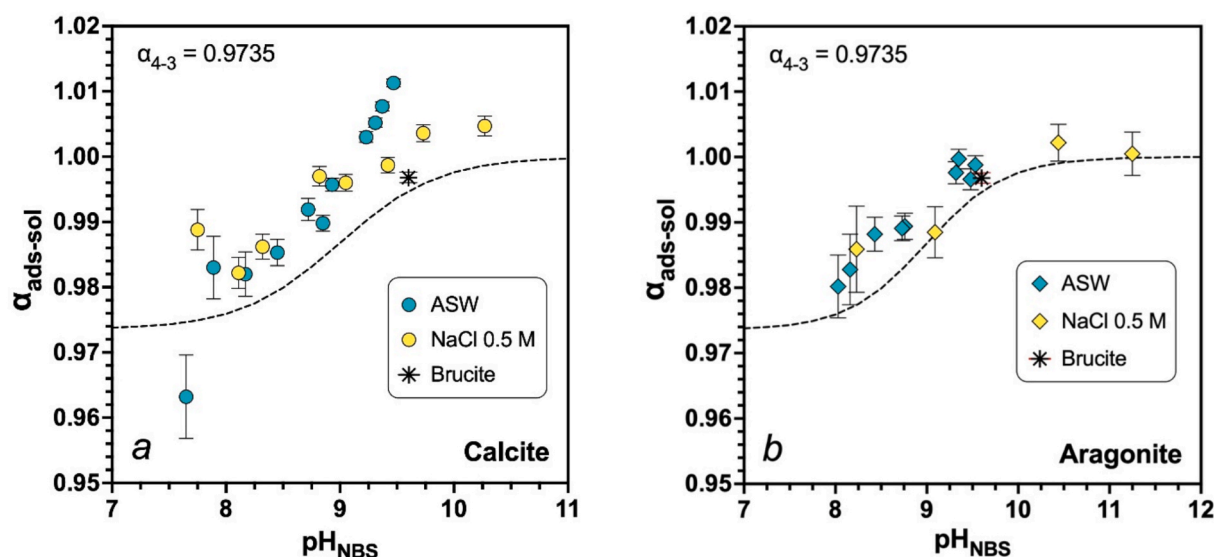 α4-3 = 0.9735
1.02
1.01
1.00
0.99
0.98
0.97
0.96
0.95
αads-sol
ASW
NaCl 0.5 M
Brucite
a
Calcite
7
8
9
10
11
pHNBS
α4-3 = 0.9735
1.02
1.01
1.00
0.99
0.98
0.97
0.96
0.95
αads-sol
ASW
NaCl 0.5 M
Brucite
b
Aragonite
7
8
9
10
11
12
pHNBS